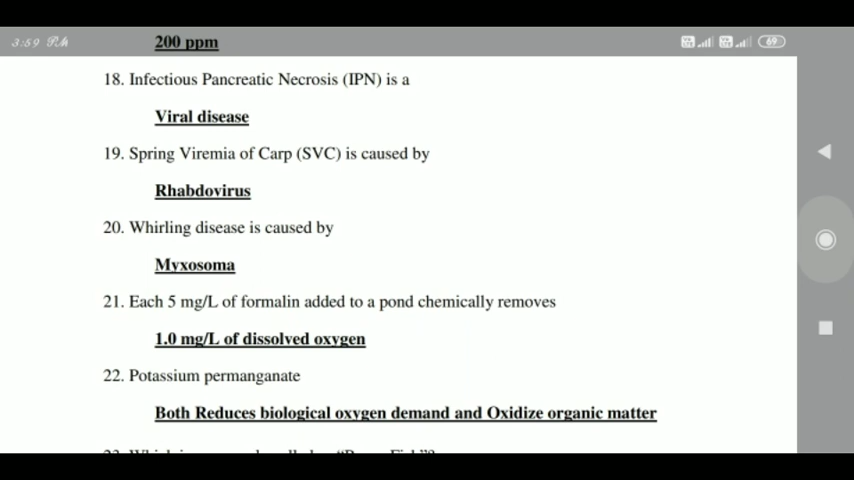 3:59 PM
69
200 ppm
18. Infectious Pancreatic Necrosis (IPN) is a
Viral disease
19. Spring Viremia of Carp (SVC) is caused by
Rhabdovirus
20. Whirling disease is caused by
Myxosoma
21. Each 5 mg/L of formalin added to a pond chemically removes
1.0 mg/L of dissolved oxygen
22. Potassium permanganate
Both Reduces biological oxygen demand and Oxidize organic matter